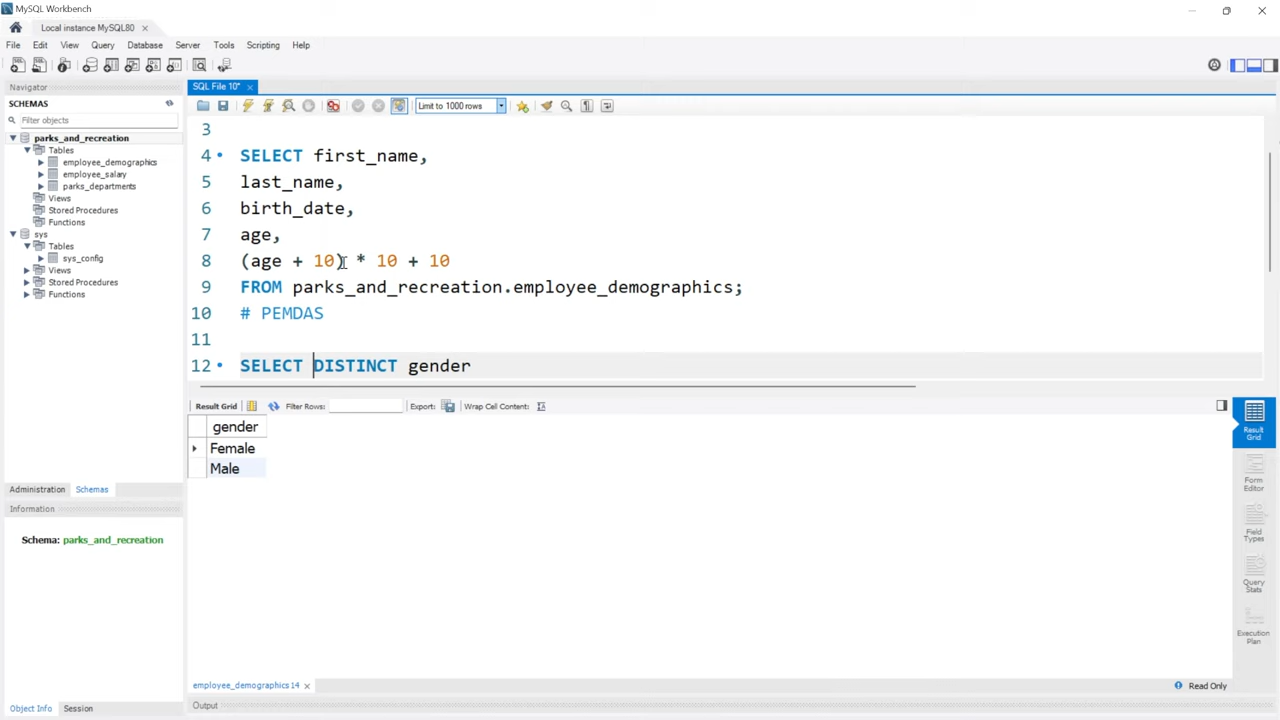 MySQL Workbench
Local instance MySQL80
File Edit View Query Database Server Tools Scripting Help
Navigator
SQL File 10*
SCHEMAS
Limit to 1000 rows
Filter objects
parks_and_recreation
Tables
employee_demographics
employee_salary
parks_departments
Views
Stored Procedures
Functions
sys
Tables
sys_config
Views
Stored Procedures
Functions
3
4 SELECT first_name,
5 last_name,
6 birth_date,
7 age,
8 (age + 10) * 10 + 10
9 FROM parks_and_recreation.employee_demographics;
10 # PEMDAS
11
12 SELECT DISTINCT gender
Result Grid Filter Rows: Export: Wrap Cell Content:
gender
Female
Male
Result Grid
Form Editor
Field Types
Query Stats
Execution Plan
Administration Schemas
Information
Schema: parks_and_recreation
employee_demographics 14
Read Only
Object Info Session
Output